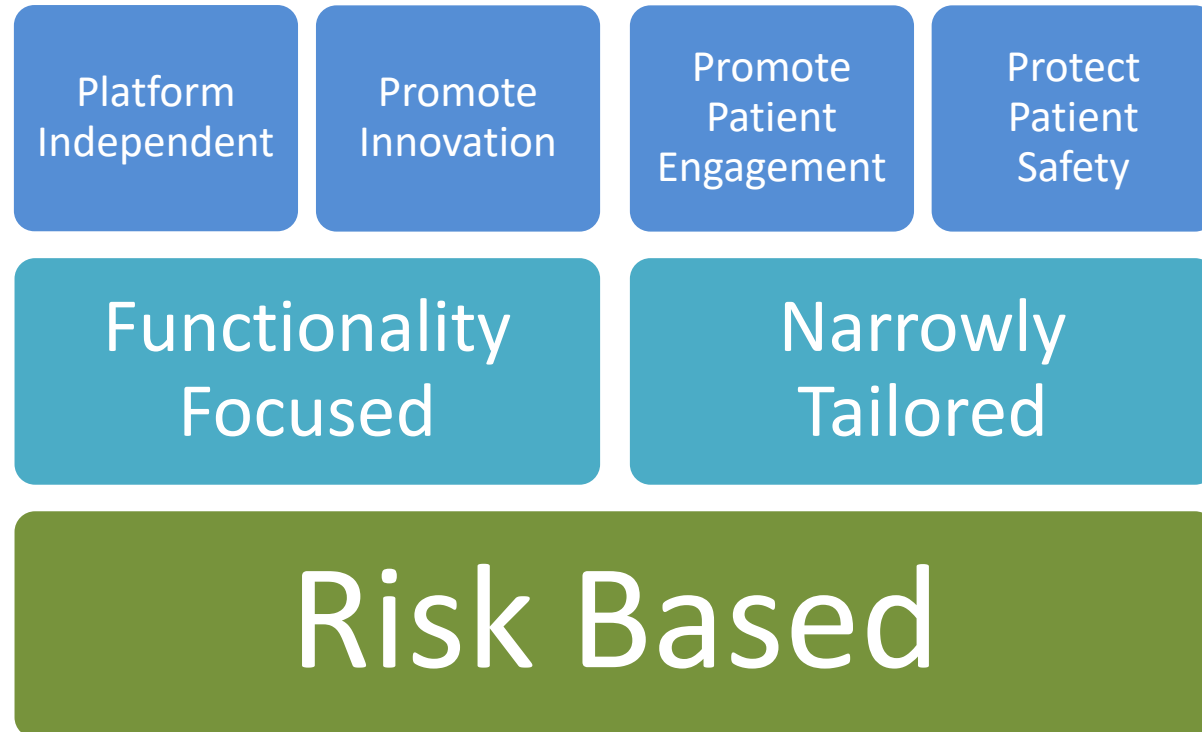 Platform
Independent
Promote
Innovation
Promote
Patient
Engagement
Protect
Patient
Safety
Functionality
Focused
Narrowly
Tailored
Risk Based